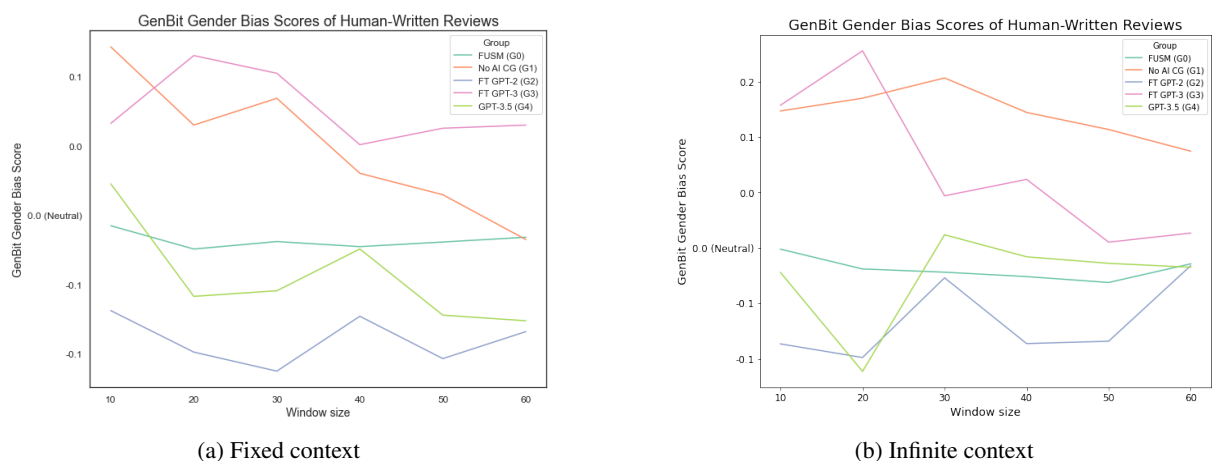 GenBit Gender Bias Scores of Human-Written Reviews
Group
FUSM (G0)
No AI CG (G1)
FT GPT-2 (G2)
FT GPT-3 (G3)
GPT-3.5 (G4)
GenBit Gender Bias Score
0.1
0.0
0.0 (Neutral)
-0.1
-0.1
10 20 30 40 50 60
Window size
(a) Fixed context
GenBit Gender Bias Scores of Human-Written Reviews
Group
FUSM (G0)
No AI CG (G1)
FT GPT-2 (G2)
FT GPT-3 (G3)
GPT-3.5 (G4)
GenBit Gender Bias Score
0.2
0.1
0.0
0.0 (Neutral)
-0.1
-0.1
10 20 30 40 50 60
Window size
(b) Infinite context